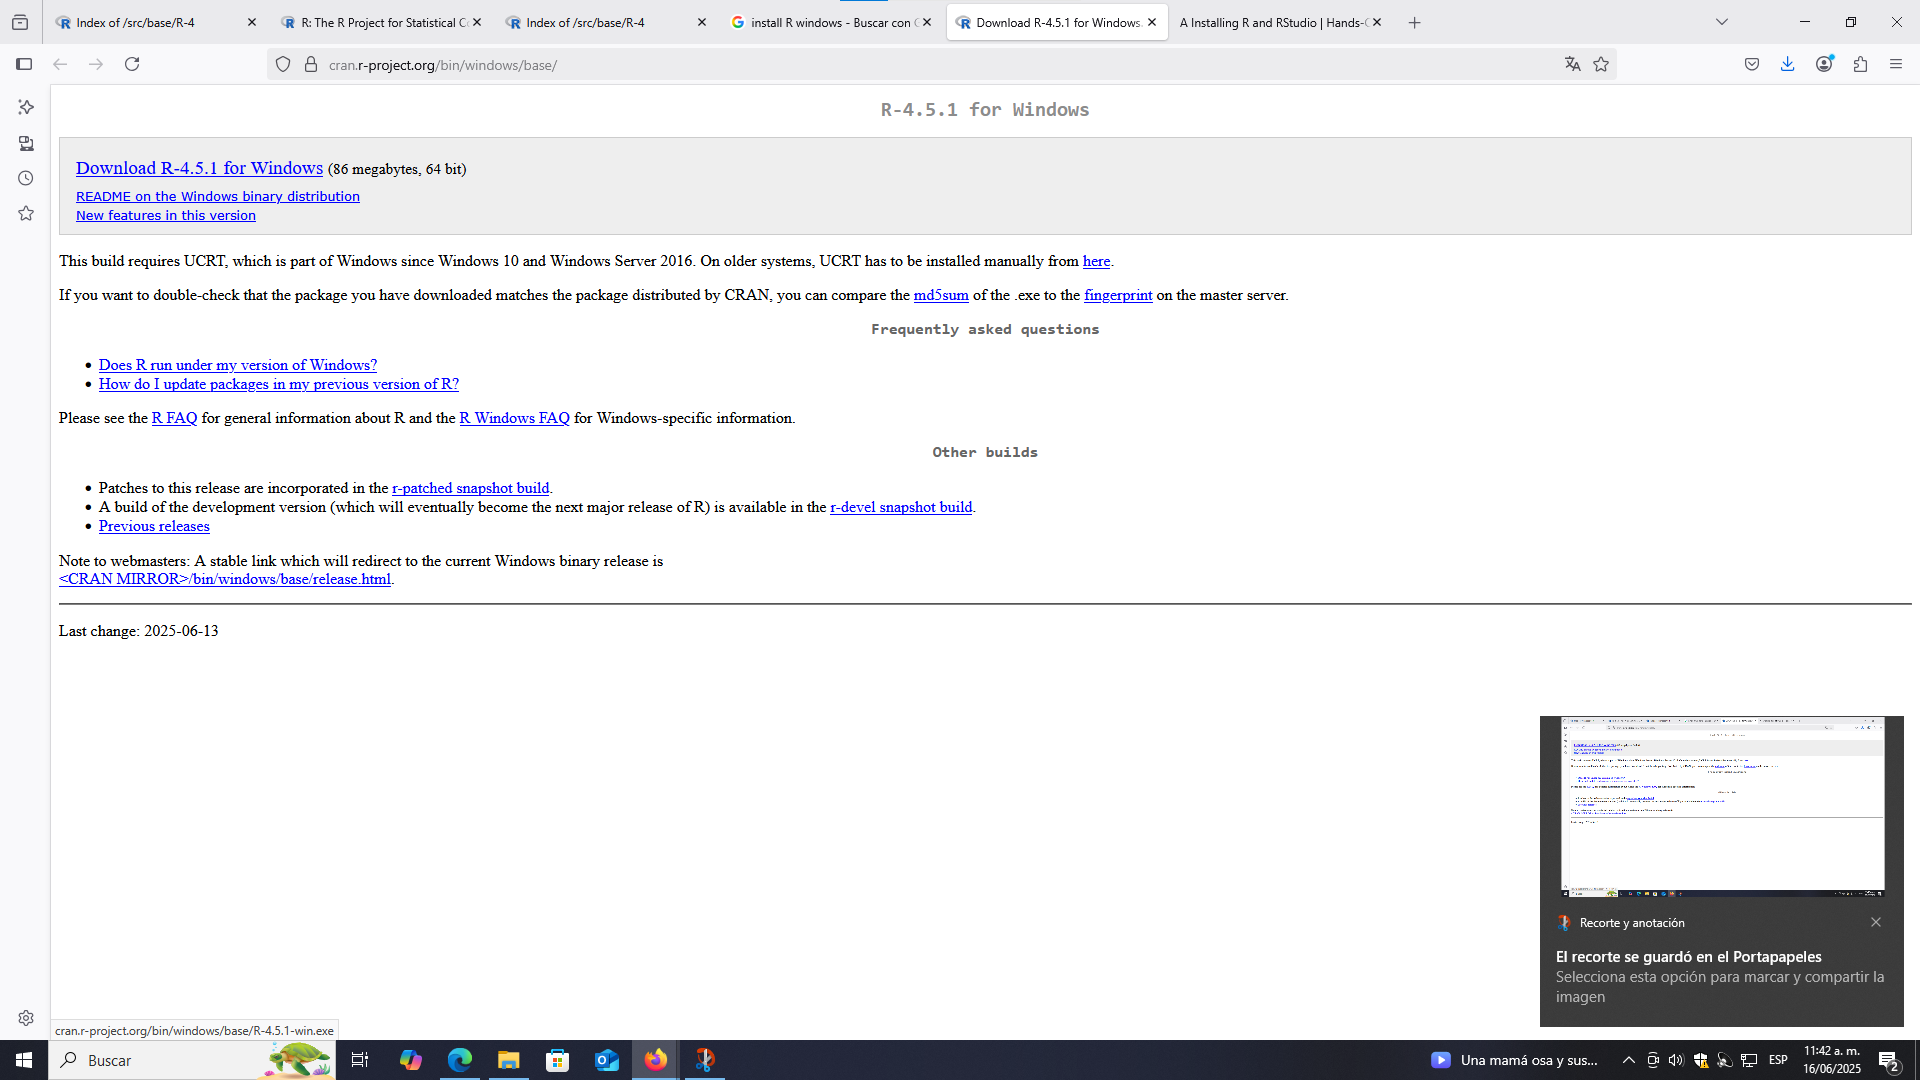 Index of /src/base/R-4
R: The R Project for Statistical Co
Index of /src/base/R-4
install R windows - Buscar con G
Download R-4.5.1 for Windows.
A Installing R and RStudio | Hands-O
cran.r-project.org/bin/windows/base/
R-4.5.1 for Windows
Download R-4.5.1 for Windows (86 megabytes, 64 bit)
README on the Windows binary distribution
New features in this version
This build requires UCRT, which is part of Windows since Windows 10 and Windows Server 2016. On older systems, UCRT has to be installed manually from here.
If you want to double-check that the package you have downloaded matches the package distributed by CRAN, you can compare the md5sum of the .exe to the fingerprint on the master server.
Frequently asked questions
• Does R run under my version of Windows?
• How do I update packages in my previous version of R?
Please see the R FAQ for general information about R and the R Windows FAQ for Windows-specific information.
Other builds
• Patches to this release are incorporated in the r-patched snapshot build.
• A build of the development version (which will eventually become the next major release of R) is available in the r-devel snapshot build.
• Previous releases
Note to webmasters: A stable link which will redirect to the current Windows binary release is
<CRAN MIRROR>/bin/windows/base/release.html.
Last change: 2025-06-13
Recorte y anotación
El recorte se guardó en el Portapapeles
Selecciona esta opción para marcar y compartir la
imagen
cran.r-project.org/bin/windows/base/R-4.5.1-win.exe
Buscar
Una mamá osa y sus...
ESP
11:42 a. m.
16/06/2025
2